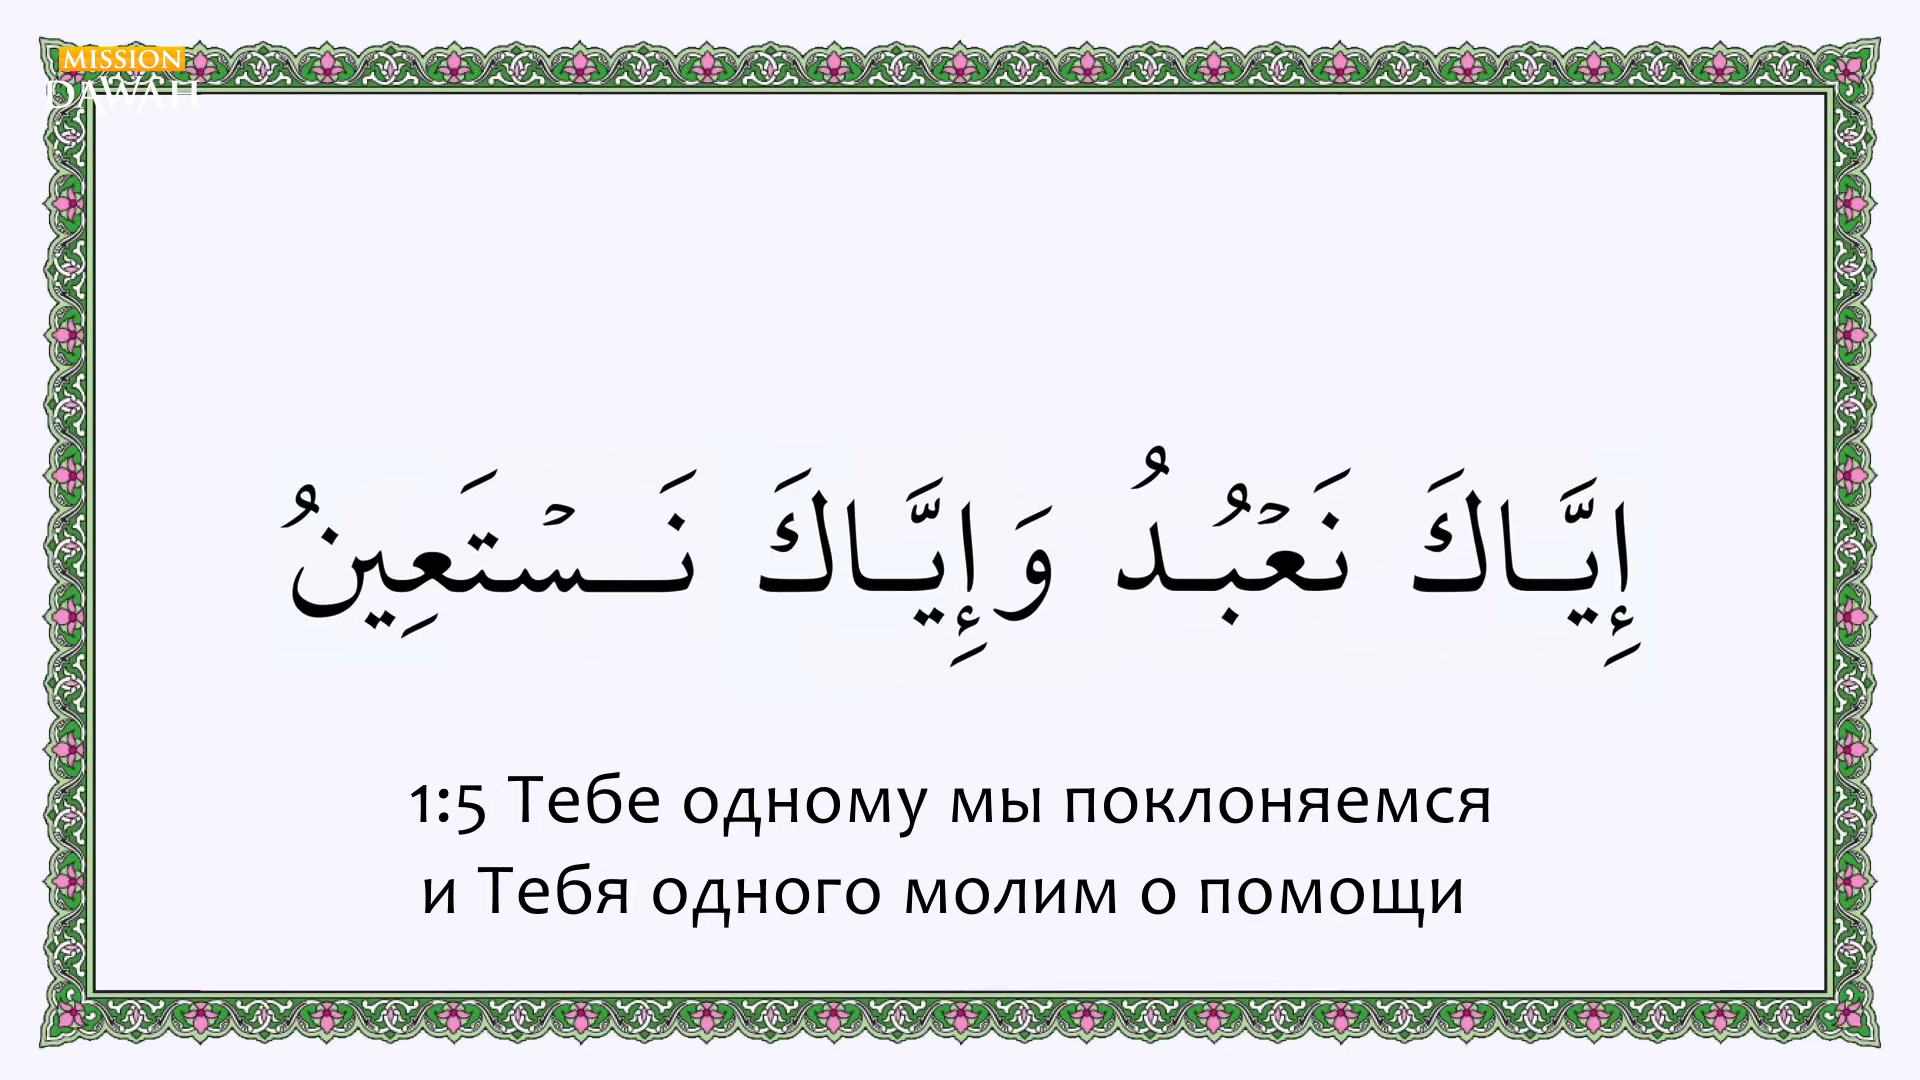 MISSION
DAWAH
إِيَّاكَ نَعْبُدُ وَإِيَّاكَ نَسْتَعِينُ
1:5 Тебе одному мы поклоняемся
и Тебя одного молим о помощи